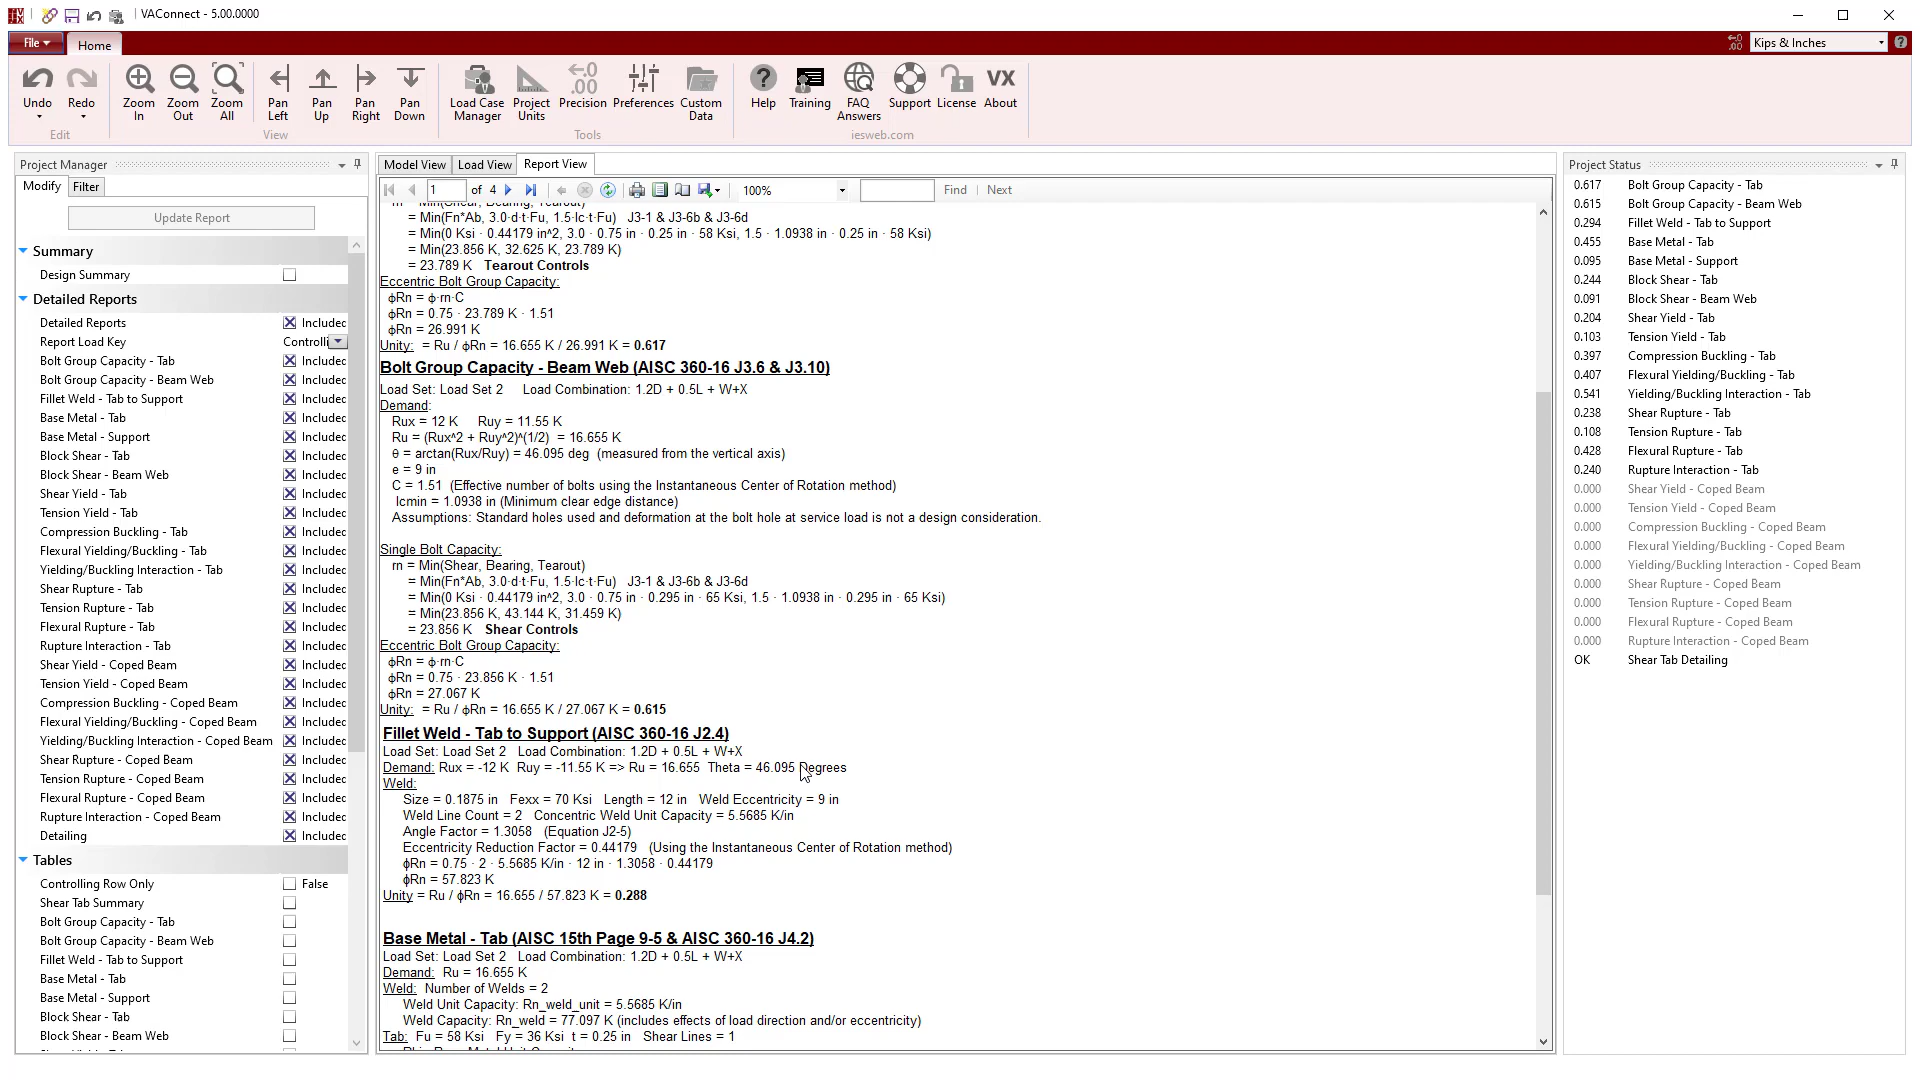 VAConnect - 5.00.0000
File
Home
Kips & Inches
Undo
Redo
Zoom In
Zoom Out
Zoom All
Pan Left
Pan Up
Pan Right
Pan Down
Load Case Manager
Project Units
Precision
Preferences
Custom Data
Help
Training
FAQ Answers
Support
License
About
Edit
View
Tools
iesweb.com
Project Manager
Modify
Filter
Update Report
Summary
Design Summary
Detailed Reports
Detailed Reports Included
Report Load Key Controlli
Bolt Group Capacity - Tab Included
Bolt Group Capacity - Beam Web Included
Fillet Weld - Tab to Support Included
Base Metal - Tab Included
Base Metal - Support Included
Block Shear - Tab Included
Block Shear - Beam Web Included
Shear Yield - Tab Included
Tension Yield - Tab Included
Compression Buckling - Tab Included
Flexural Yielding/Buckling - Tab Included
Yielding/Buckling Interaction - Tab Included
Shear Rupture - Tab Included
Tension Rupture - Tab Included
Flexural Rupture - Tab Included
Rupture Interaction - Tab Included
Shear Yield - Coped Beam Included
Tension Yield - Coped Beam Included
Compression Buckling - Coped Beam Included
Flexural Yielding/Buckling - Coped Beam Included
Yielding/Buckling Interaction - Coped Beam Included
Shear Rupture - Coped Beam Included
Tension Rupture - Coped Beam Included
Flexural Rupture - Coped Beam Included
Rupture Interaction - Coped Beam Included
Detailing Included
Tables
Controlling Row Only False
Shear Tab Summary
Bolt Group Capacity - Tab
Bolt Group Capacity - Beam Web
Fillet Weld - Tab to Support
Base Metal - Tab
Base Metal - Support
Block Shear - Tab
Block Shear - Beam Web
Model View
Load View
Report View
1 of 4
100%
Find | Next
rn = Min(Shear, Bearing, Tearout)
= Min(Fn*Ab, 3.0·d·t·Fu, 1.5·lc·t·Fu) J3-1 & J3-6b & J3-6d
= Min(0 Ksi · 0.44179 in^2, 3.0 · 0.75 in · 0.25 in · 58 Ksi, 1.5 · 1.0938 in · 0.25 in · 58 Ksi)
= Min(23.856 K, 32.625 K, 23.789 K)
= 23.789 K Tearout Controls
Eccentric Bolt Group Capacity:
ϕRn = ϕ·rn·C
ϕRn = 0.75 · 23.789 K · 1.51
ϕRn = 26.991 K
Unity: = Ru / ϕRn = 16.655 K / 26.991 K = 0.617
Bolt Group Capacity - Beam Web (AISC 360-16 J3.6 & J3.10)
Load Set: Load Set 2 Load Combination: 1.2D + 0.5L + W+X
Demand:
Rux = 12 K Ruy = 11.55 K
Ru = (Rux^2 + Ruy^2)^(1/2) = 16.655 K
θ = arctan(Rux/Ruy) = 46.095 deg (measured from the vertical axis)
e = 9 in
C = 1.51 (Effective number of bolts using the Instantaneous Center of Rotation method)
lcmin = 1.0938 in (Minimum clear edge distance)
Assumptions: Standard holes used and deformation at the bolt hole at service load is not a design consideration.
Single Bolt Capacity:
rn = Min(Shear, Bearing, Tearout)
= Min(Fn*Ab, 3.0·d·t·Fu, 1.5·lc·t·Fu) J3-1 & J3-6b & J3-6d
= Min(0 Ksi · 0.44179 in^2, 3.0 · 0.75 in · 0.295 in · 65 Ksi, 1.5 · 1.0938 in · 0.295 in · 65 Ksi)
= Min(23.856 K, 43.144 K, 31.459 K)
= 23.856 K Shear Controls
Eccentric Bolt Group Capacity:
ϕRn = ϕ·rn·C
ϕRn = 0.75 · 23.856 K · 1.51
ϕRn = 27.067 K
Unity: = Ru / ϕRn = 16.655 K / 27.067 K = 0.615
Fillet Weld - Tab to Support (AISC 360-16 J2.4)
Load Set: Load Set 2 Load Combination: 1.2D + 0.5L + W+X
Demand: Rux = -12 K Ruy = -11.55 K => Ru = 16.655 Theta = 46.095 Degrees
Weld:
Size = 0.1875 in Fexx = 70 Ksi Length = 12 in Weld Eccentricity = 9 in
Weld Line Count = 2 Concentric Weld Unit Capacity = 5.5685 K/in
Angle Factor = 1.3058 (Equation J2-5)
Eccentricity Reduction Factor = 0.44179 (Using the Instantaneous Center of Rotation method)
ϕRn = 0.75 · 2 · 5.5685 K/in · 12 in · 1.3058 · 0.44179
ϕRn = 57.823 K
Unity = Ru / ϕRn = 16.655 / 57.823 K = 0.288
Base Metal - Tab (AISC 15th Page 9-5 & AISC 360-16 J4.2)
Load Set: Load Set 2 Load Combination: 1.2D + 0.5L + W+X
Demand: Ru = 16.655 K
Weld: Number of Welds = 2
Weld Unit Capacity: Rn_weld_unit = 5.5685 K/in
Weld Capacity: Rn_weld = 77.097 K (includes effects of load direction and/or eccentricity)
Tab: Fu = 58 Ksi Fy = 36 Ksi t = 0.25 in Shear Lines = 1
Project Status
0.617 Bolt Group Capacity - Tab
0.615 Bolt Group Capacity - Beam Web
0.294 Fillet Weld - Tab to Support
0.455 Base Metal - Tab
0.095 Base Metal - Support
0.244 Block Shear - Tab
0.091 Block Shear - Beam Web
0.204 Shear Yield - Tab
0.103 Tension Yield - Tab
0.397 Compression Buckling - Tab
0.407 Flexural Yielding/Buckling - Tab
0.541 Yielding/Buckling Interaction - Tab
0.238 Shear Rupture - Tab
0.108 Tension Rupture - Tab
0.428 Flexural Rupture - Tab
0.240 Rupture Interaction - Tab
0.000 Shear Yield - Coped Beam
0.000 Tension Yield - Coped Beam
0.000 Compression Buckling - Coped Beam
0.000 Flexural Yielding/Buckling - Coped Beam
0.000 Yielding/Buckling Interaction - Coped Beam
0.000 Shear Rupture - Coped Beam
0.000 Tension Rupture - Coped Beam
0.000 Flexural Rupture - Coped Beam
0.000 Rupture Interaction - Coped Beam
OK Shear Tab Detailing